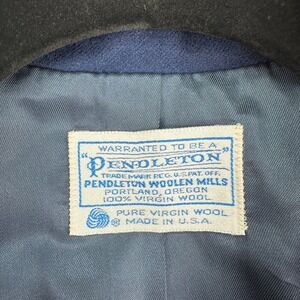 WARRANTED TO BE A
"PENDLETON"
TRADE MARK REG. U.S. PAT. OFF.
PENDLETON WOOLEN MILLS
PORTLAND, OREGON
100% VIRGIN WOOL
PURE VIRGIN WOOL
® MADE IN U.S.A.